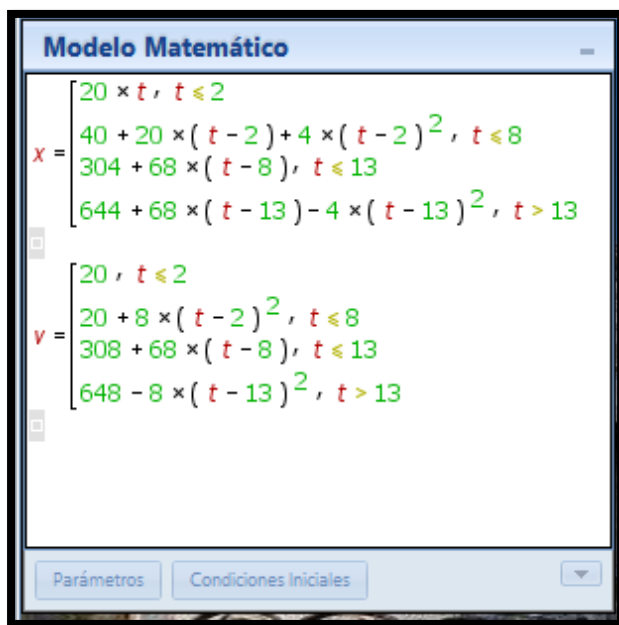 Modelo Matemático
20 × t, t ≤ 2
40 + 20 × ( t − 2 ) + 4 × ( t − 2 )², t ≤ 8
x =
304 + 68 × ( t − 8 ), t ≤ 13
644 + 68 × ( t − 13 ) − 4 × ( t − 13 )², t > 13
20, t ≤ 2
20 + 8 × ( t − 2 )², t ≤ 8
v =
308 + 68 × ( t − 8 ), t ≤ 13
648 − 8 × ( t − 13 )², t > 13
Parámetros
Condiciones Iniciales